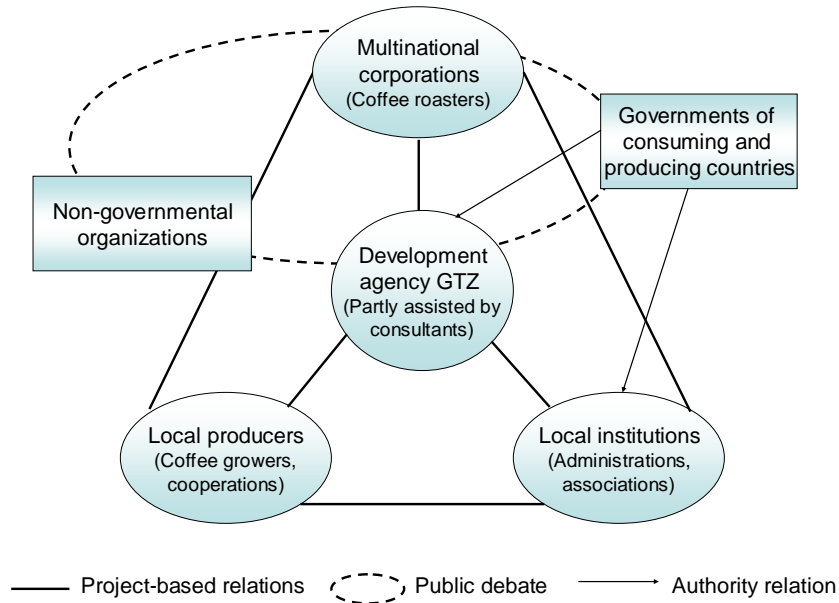 Multinational
corporations
(Coffee roasters)
Governments of
consuming and
producing countries
Non-governmental
organizations
Development
agency GTZ
(Partly assisted by
consultants)
Local producers
(Coffee growers,
cooperations)
Local institutions
(Administrations,
associations)
Project-based relations
Public debate
Authority relation